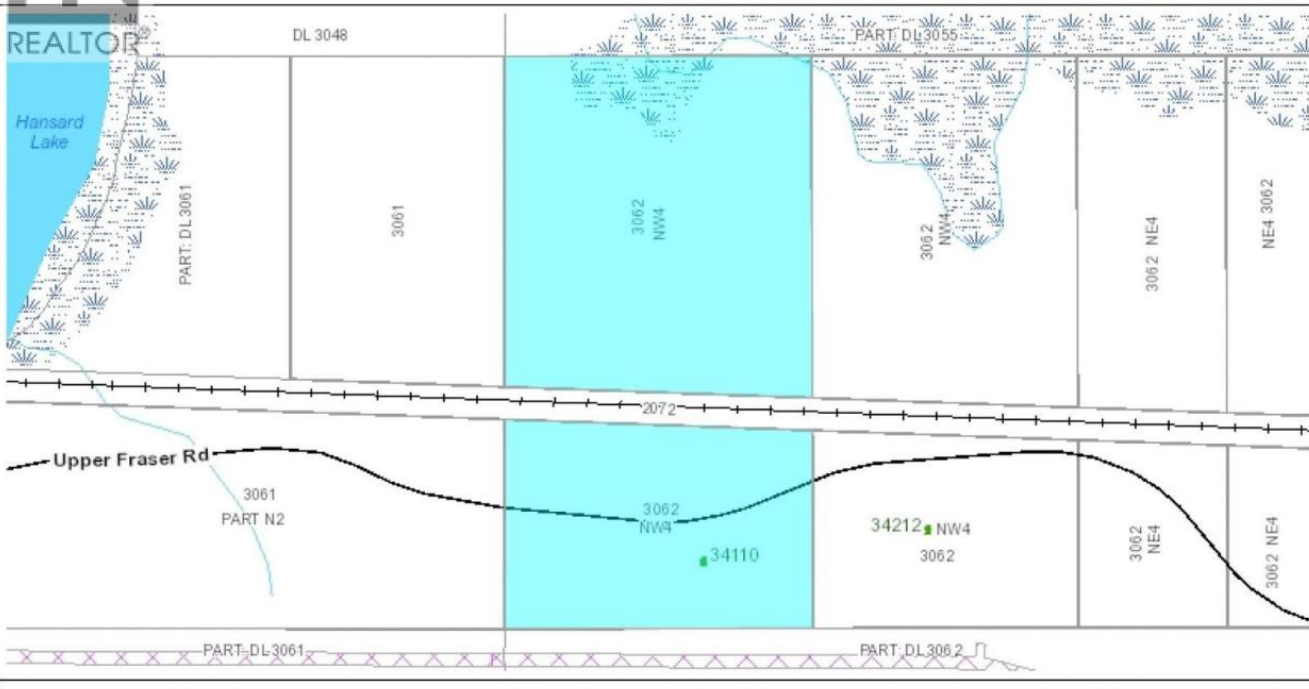 REALTOR®
DL 3048
PART DL 3055
Hansard
Lake
PART DL3061
3061
3062
NW4
3062
NW4
3062 NE4
NE4 3062
2072
Upper Fraser Rd
3061
PART N2
3062
NW4
34110
34212
NW4
3062
3062
NE4
3062 NE4
PART DL 3061
PART DL 3062